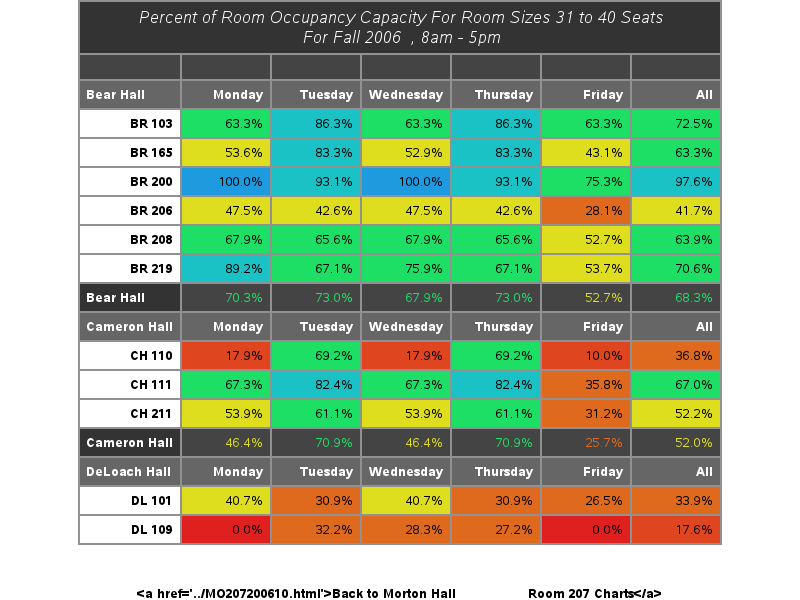 Percent of Room Occupancy Capacity For Room Sizes 31 to 40 Seats
For Fall 2006 , 8am - 5pm
Bear Hall Monday Tuesday Wednesday Thursday Friday All
BR 103 63.3% 86.3% 63.3% 86.3% 63.3% 72.5%
BR 165 53.6% 83.3% 52.9% 83.3% 43.1% 63.3%
BR 200 100.0% 93.1% 100.0% 93.1% 75.3% 97.6%
BR 206 47.5% 42.6% 47.5% 42.6% 28.1% 41.7%
BR 208 67.9% 65.6% 67.9% 65.6% 52.7% 63.9%
BR 219 89.2% 67.1% 75.9% 67.1% 53.7% 70.6%
Bear Hall 70.3% 73.0% 67.9% 73.0% 52.7% 68.3%
Cameron Hall Monday Tuesday Wednesday Thursday Friday All
CH 110 17.9% 69.2% 17.9% 69.2% 10.0% 36.8%
CH 111 67.3% 82.4% 67.3% 82.4% 35.8% 67.0%
CH 211 53.9% 61.1% 53.9% 61.1% 31.2% 52.2%
Cameron Hall 46.4% 70.9% 46.4% 70.9% 25.7% 52.0%
DeLoach Hall Monday Tuesday Wednesday Thursday Friday All
DL 101 40.7% 30.9% 40.7% 30.9% 26.5% 33.9%
DL 109 0.0% 32.2% 28.3% 27.2% 0.0% 17.6%
<a href='../MO207200610.html'>Back to Morton Hall Room 207 Charts</a>